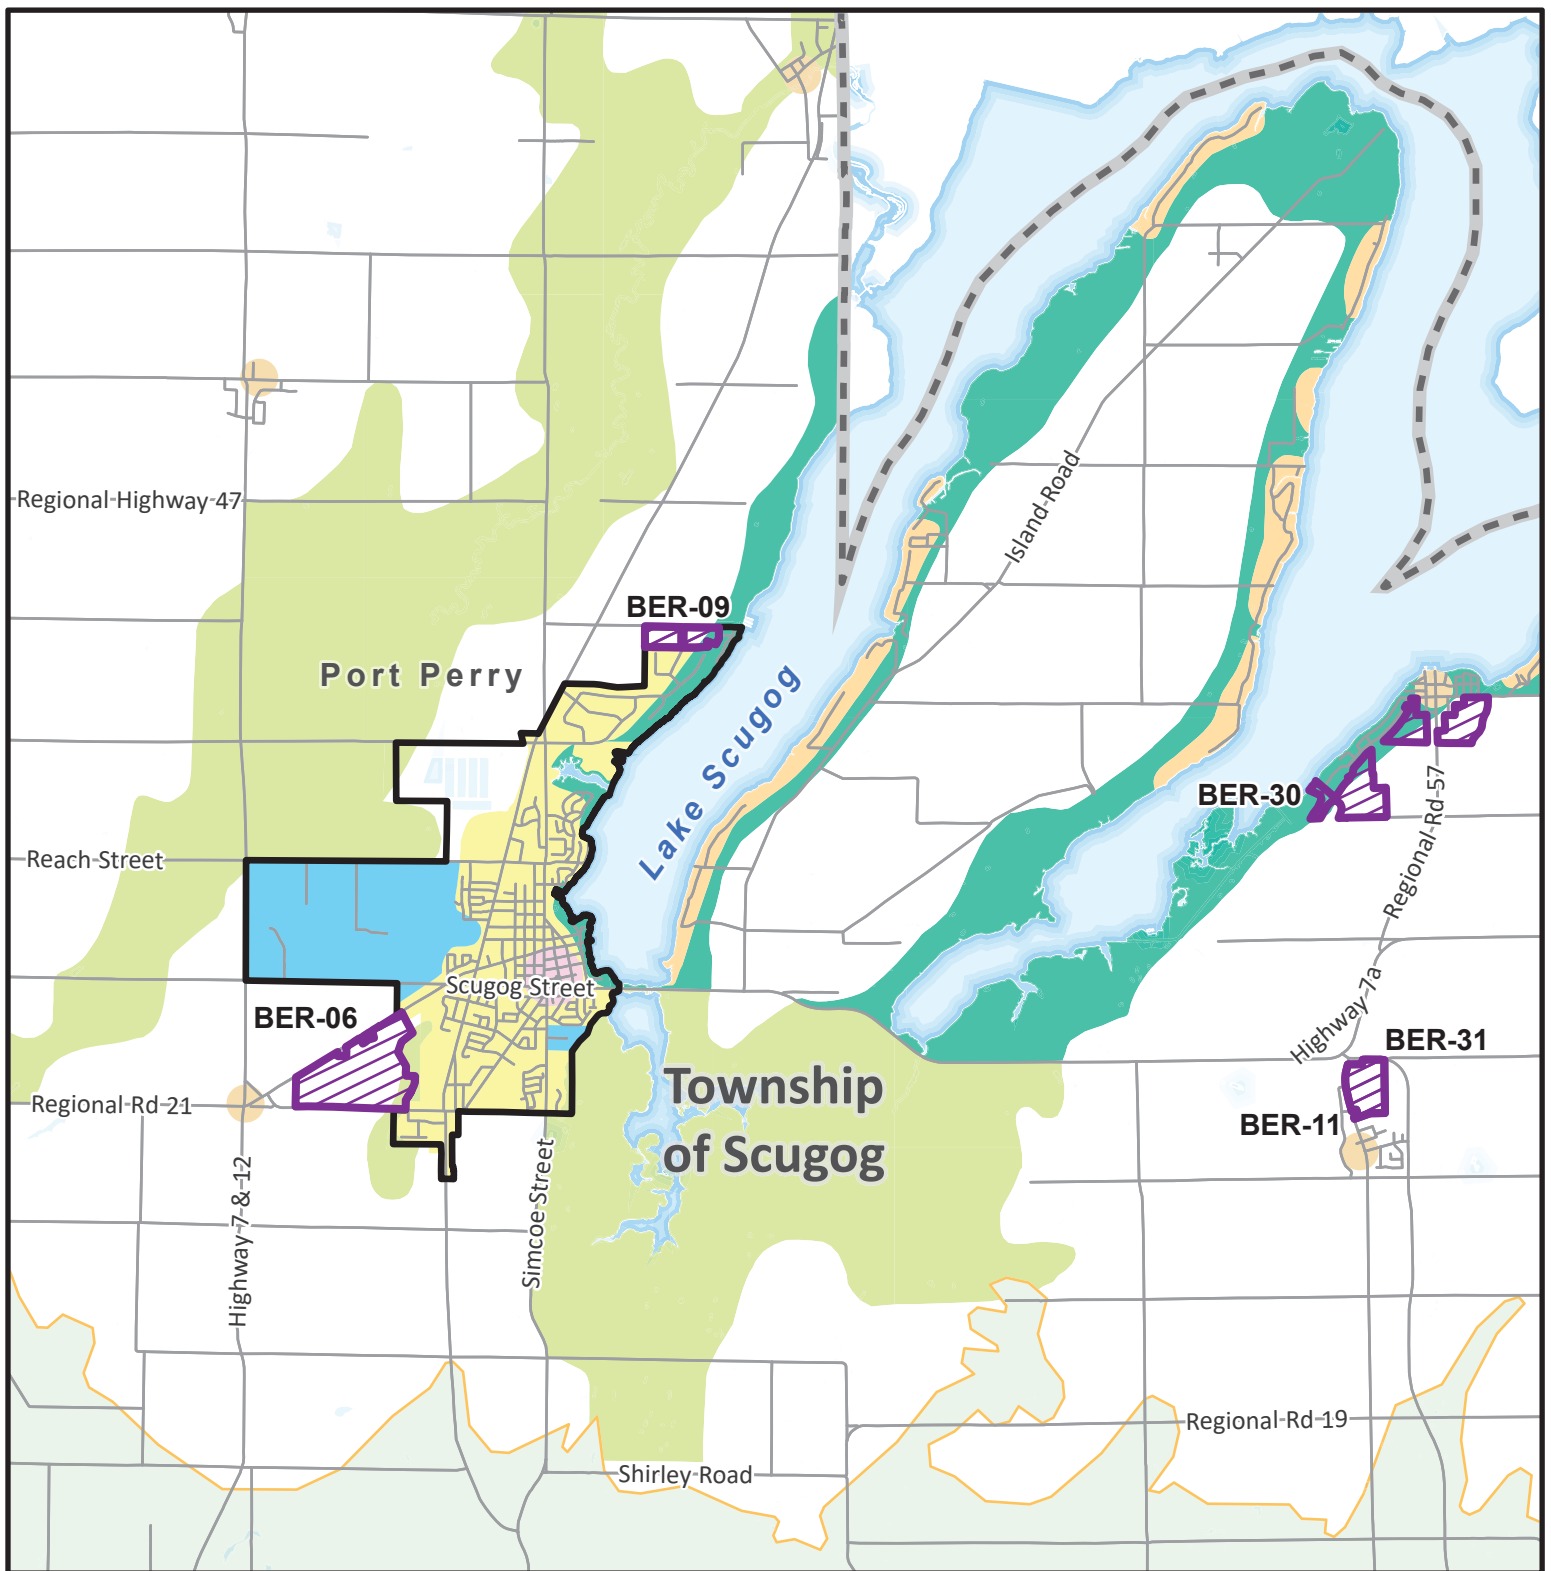 Regional Highway 47
Island Road
BER-09
Port Perry
Lake Scugog
BER-30
Regional Rd 57
Reach Street
Scugog Street
BER-06
Highway 7a
BER-31
Township
of Scugog
Regional Rd 21
BER-11
Highway 7 & 12
Simcoe Street
Regional Rd 19
Shirley Road